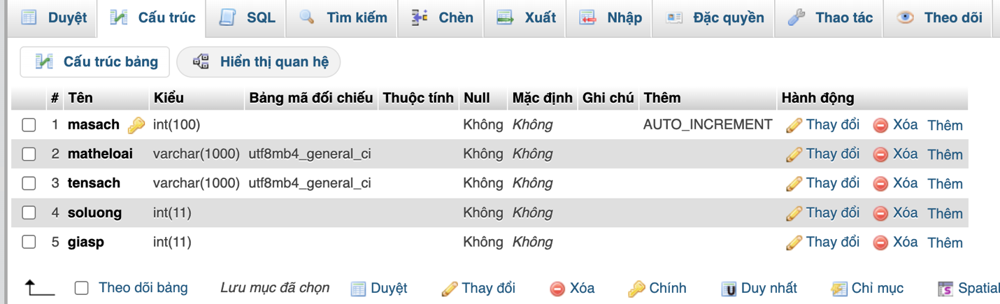 Duyệt Cấu trúc SQL Tìm kiếm Chèn Xuất Nhập Đặc quyền Thao tác Theo dõi
Cấu trúc bảng Hiển thị quan hệ
# Tên Kiểu Bảng mã đối chiếu Thuộc tính Null Mặc định Ghi chú Thêm Hành động
1 masach int(100) Không Không AUTO_INCREMENT Thay đổi Xóa Thêm
2 matheloai varchar(1000) utf8mb4_general_ci Không Không Thay đổi Xóa Thêm
3 tensach varchar(1000) utf8mb4_general_ci Không Không Thay đổi Xóa Thêm
4 soluong int(11) Không Không Thay đổi Xóa Thêm
5 giasp int(11) Không Không Thay đổi Xóa Thêm
Theo dõi bảng Lưu mục đã chọn Duyệt Thay đổi Xóa Chính Duy nhất Chỉ mục Spatial